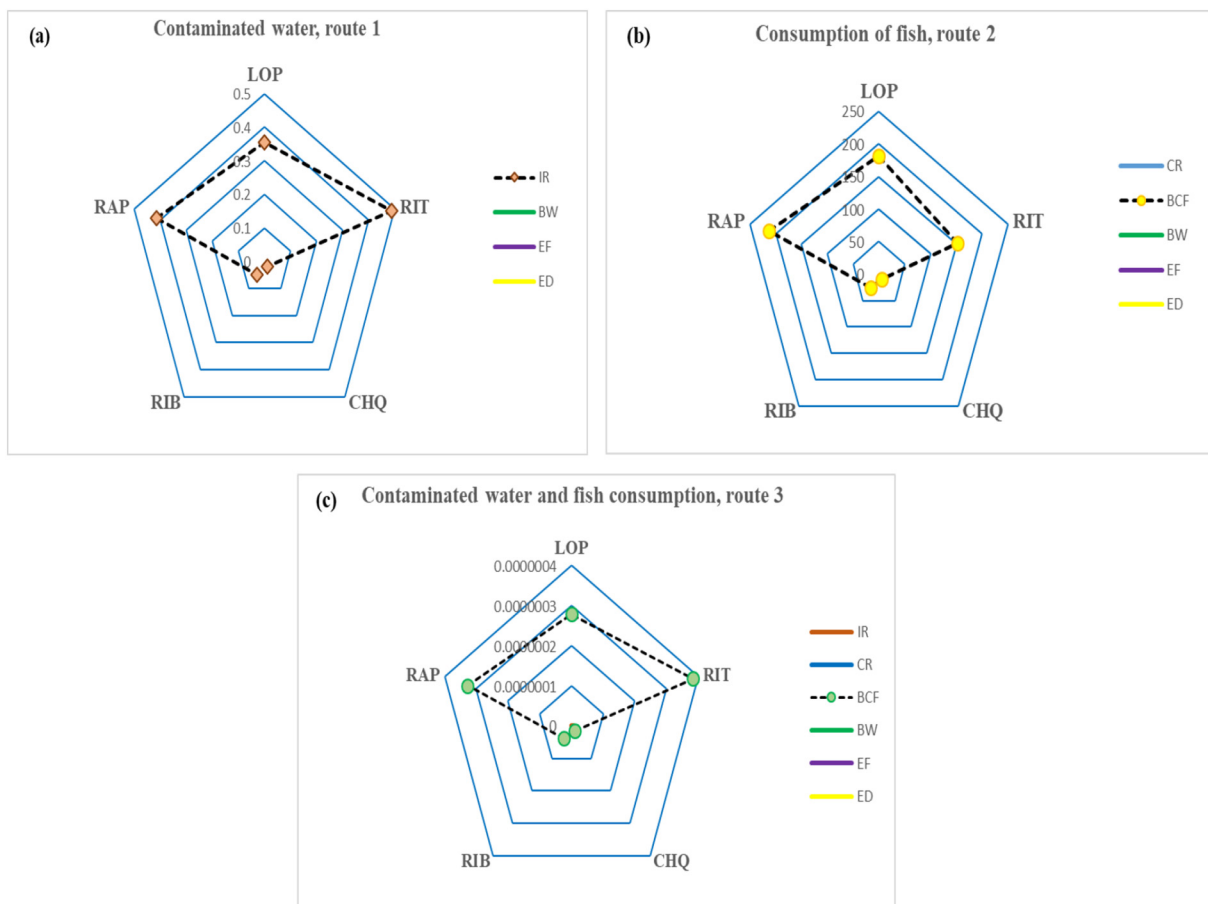 (a)
Contaminated water, route 1
LOP
0.5
0.4
0.3
0.2
0.1
0
RAP
RIT
RIB
CHQ
IR
BW
EF
ED
(b)
Consumption of fish, route 2
LOP
250
200
150
100
50
0
RAP
RIT
RIB
CHQ
CR
BCF
BW
EF
ED
(c)
Contaminated water and fish consumption, route 3
LOP
0.0000004
0.0000003
0.0000002
0.0000001
0
RAP
RIT
RIB
CHQ
IR
CR
BCF
BW
EF
ED